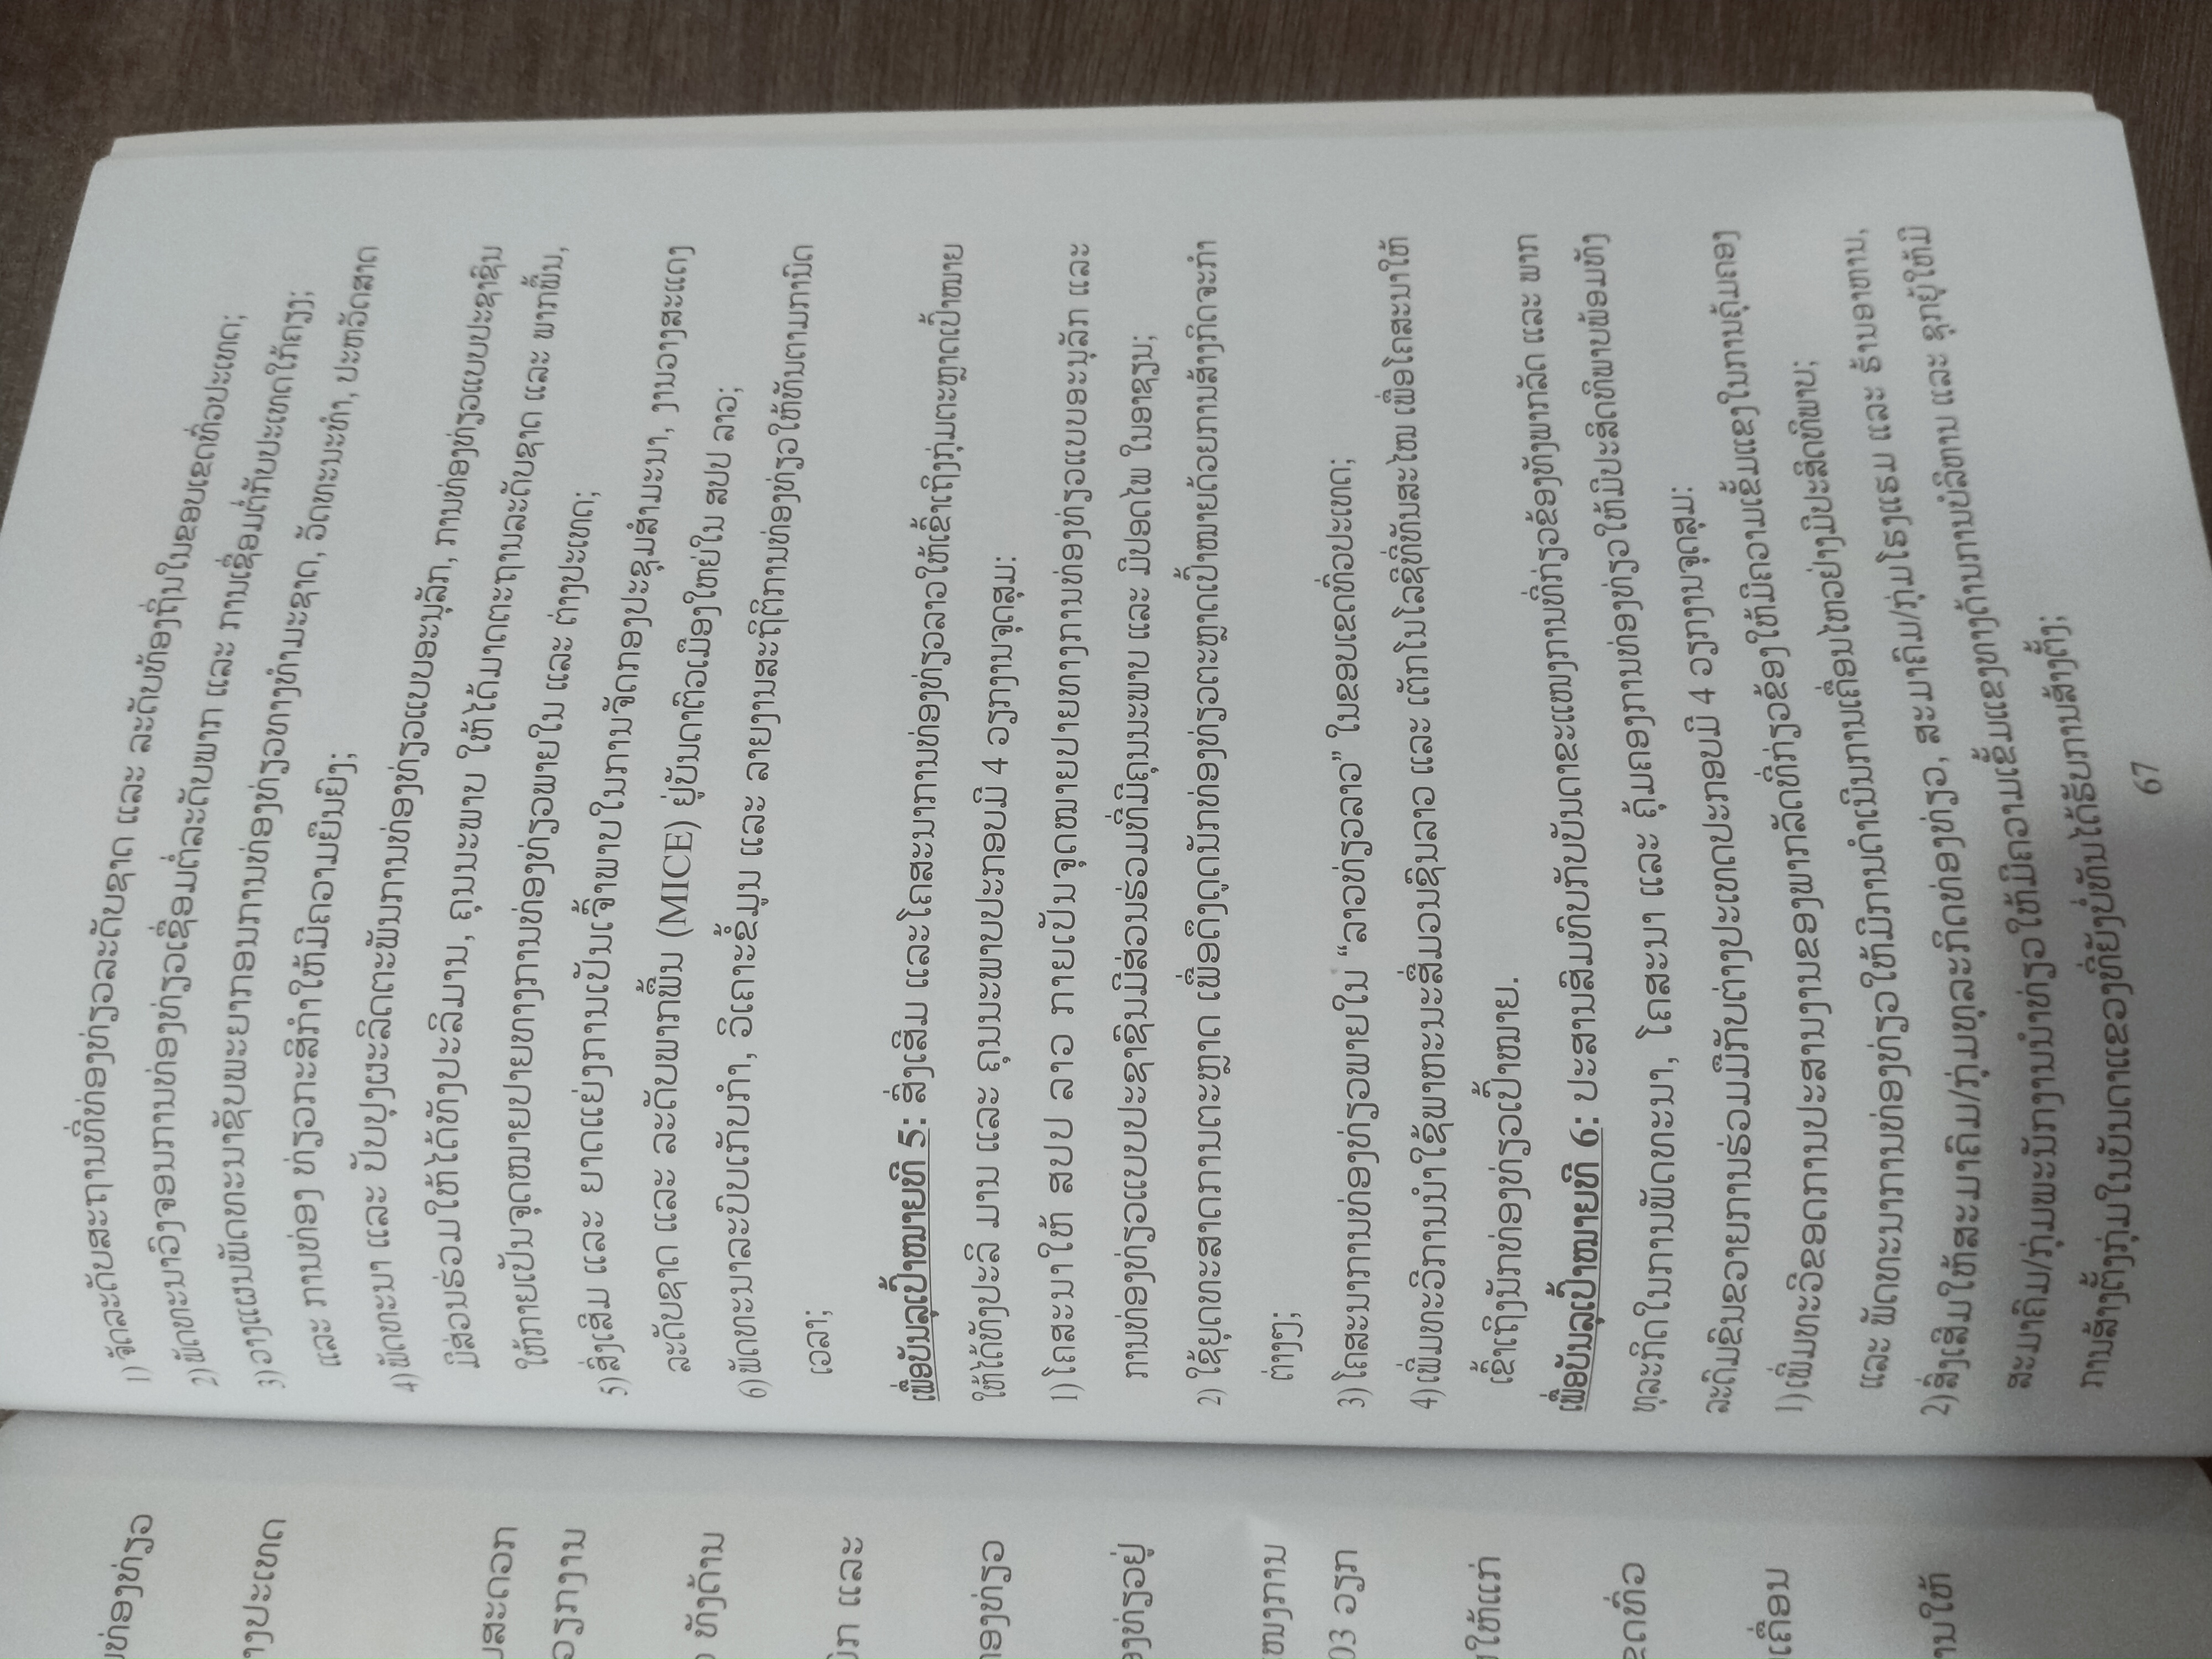 1) ຈັດລະດັບສະຖານທີ່ທ່ອງທ່ຽວລະດັບຊາດ ແລະ ລະດັບທ້ອງຖິ່ນໃນຂອບເຂດທົ່ວປະເທດ;
2) ພັດທະນາວົງຈອນການທ່ອງທ່ຽວເຊື່ອມຕໍ່ລະດັບພາກ ແລະ ການເຊື່ອມຕໍ່ກັບປະເທດໃກ້ຄຽງ;
3) ວາງແຜນພັດທະນາຊັບພະຍາກອນການທ່ອງທ່ຽວທາງທຳມະຊາດ, ວັດທະນະທຳ, ປະຫວັດສາດ
ແລະ ການທ່ອງ ທ່ຽວກະສິກຳໃຫ້ມີຄວາມຍືນຍົງ;
4) ພັດທະນາ ແລະ ປັບປຸງຜະລິດຕະພັນການທ່ອງທ່ຽວແບບອະນຸລັກ, ການທ່ອງທ່ຽວແບບປະຊາຊົນ
ມີສ່ວນຮ່ວມໃຫ້ໄດ້ທັງປະລິມານ, ຄຸນນະພາບ ໃຫ້ໄດ້ມາດຕະຖານລະດັບຊາດ ແລະ ພາກພື້ນ,
ໃຫ້ກາຍເປັນຈຸດໝາຍປາຍທາງການທ່ອງທ່ຽວພາຍໃນ ແລະ ຕ່າງປະເທດ;
5) ສົ່ງເສີມ ແລະ ຍາດແຍ່ງການເປັນເຈົ້າພາບໃນການຈັດກອງປະຊຸມສຳມະນາ, ງານວາງສະແດງ
ລະດັບຊາດ ແລະ ລະດັບພາກພື້ນ (MICE) ຢູ່ບັນດາຕົວເມືອງໃຫຍ່ໃນ ສປປ ລາວ;
6) ພັດທະນາລະບົບເກັບກຳ, ວິເຄາະຂໍ້ມູນ ແລະ ລາຍງານສະຖິຕິການທ່ອງທ່ຽວໃຫ້ທັນຕາມການົດ
ເວລາ;
ເພື່ອບັນລຸເປົ້າໝາຍທີ 5: ສົ່ງເສີມ ແລະໂຄສະນາການທ່ອງທ່ຽວລາວໃຫ້ເຂົ້າເຖິງກຸ່ມຕະຫຼາດເປົ້າໝາຍ
ໃຫ້ໄດ້ທັງປະລິ ມານ ແລະ ຄຸນນະພາບປະກອບມີ 4 ວຽກງານຈຸດສຸມ:
1) ໂຄສະນາໃຫ້ ສປປ ລາວ ກາຍເປັນຈຸດໝາຍປາຍທາງການທ່ອງທ່ຽວແບບອະນຸລັກ ແລະ
ການທ່ອງທ່ຽວແບບປະຊາຊົນມີສ່ວນຮ່ວມທີ່ມີຄຸນນະພາບ ແລະ ມີປອດໄພ ໃນອາຊຽນ;
2) ໃຊ້ຍຸດທະສາດການຕະຫຼາດ ເພື່ອດຶງດູດນັກທ່ອງທ່ຽວຕະຫຼາດເປົ້າໝາຍດ້ວຍການສ້າງກິດຈະກຳ
ຕ່າງໆ;
3) ໂຄສະນາການທ່ອງທ່ຽວພາຍໃນ “ລາວທ່ຽວລາວ” ໃນຂອບເຂດທົ່ວປະເທດ;
4) ເພີ່ມທະວີການນຳໃຊ້ພາຫະນະສື່ມວນຊົນລາວ ແລະ ເຕັກໂນໂລຊີທີ່ທັນສະໄໝ ເພື່ອໂຄສະນາໃຫ້
ເຂົ້າເຖິງນັກທ່ອງທ່ຽວເປົ້າໝາຍ.
ເພື່ອບັນລຸເປົ້າໝາຍທີ 6: ປະສານສົມທົບກັບບັນດາຂະແໜງການທີ່ກ່ຽວຂ້ອງທັງພາກລັດ ແລະ ພາກ
ທຸລະກິດໃນການພັດທະນາ, ໂຄສະນາ ແລະ ຄຸ້ມຄອງການທ່ອງທ່ຽວໃຫ້ມີປະສິດທິພາບພ້ອມທັງ
ລະດົມຂົນຂວາຍການຮ່ວມມືກັບຕ່າງປະເທດປະກອບມີ 4 ວຽກງານຈຸດສຸມ:
1) ເພີ່ມທະວີຂອດການປະສານງານຂອງພາກລັດທີ່ກ່ຽວຂ້ອງໃຫ້ມີຄວາມເຂັ້ມແຂງໃນການຄຸ້ມຄອງ
ແລະ ພັດທະນາການທ່ອງທ່ຽວໃຫ້ມີການດຳເນີນການເຄື່ອນໄຫວຢ່າງມີປະສິດທິພາບ;
2) ສົ່ງເສີມໃຫ້ສະມາຄົມ/ກຸ່ມທຸລະກິດທ່ອງທ່ຽວ, ສະມາຄົມ/ກຸ່ມໂຮງແຮມ ແລະ ຮ້ານອາຫານ,
ສະມາຄົມ/ກຸ່ມພະນັກງານນຳທ່ຽວໃຫ້ມີຄວາມເຂັ້ມແຂງທາງດ້ານການບໍລິຫານ ແລະ ຊຸກຍູ້ໃຫ້ມີ
ການສ້າງຕັ້ງກຸ່ມໃນບັນດາແຂວງທີ່ຍັງບໍ່ທັນໄດ້ຮັບການສ້າງຕັ້ງ;
67
ທ່ອງທ່ຽວ
າງປະເທດ
ສະດວກ
ວຽກງານ
ທັງດ້ານ
ແລະ
ທ່ຽວ
ທ່ຽວຢູ່
ໜງການ
03 ວຽກ
ໃຫ້ແກ່
ຂດທົ່ວ
ເຄື່ອນ
ານໃຫ້